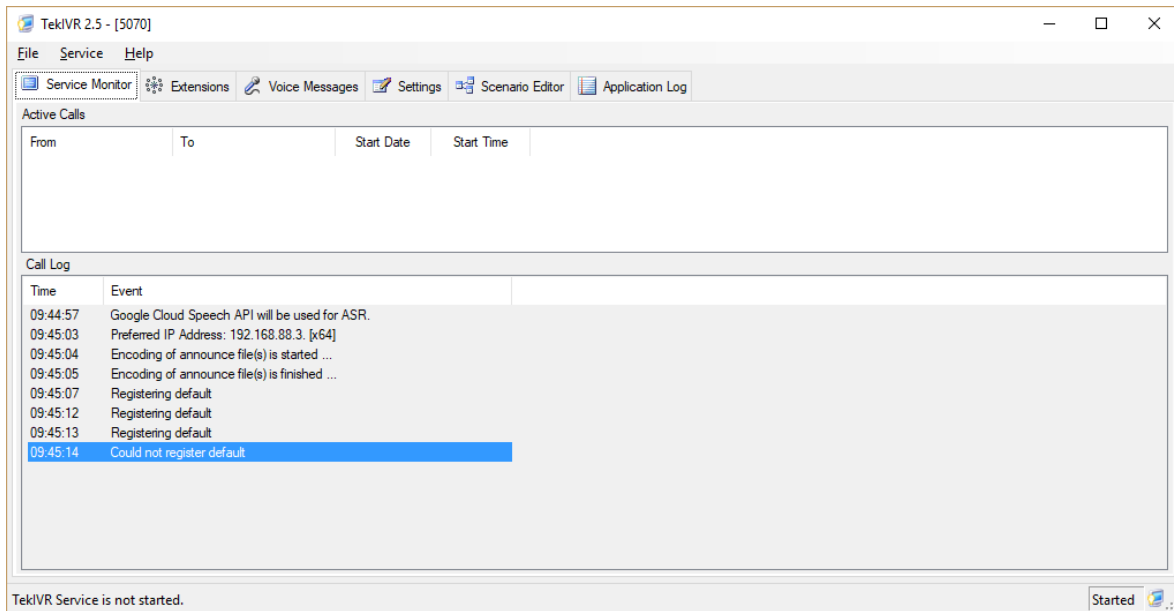 TekIVR 2.5 - [5070]
File Service Help
Service Monitor Extensions Voice Messages Settings Scenario Editor Application Log
Active Calls
From To Start Date Start Time
Call Log
Time Event
09:44:57 Google Cloud Speech API will be used for ASR.
09:45:03 Preferred IP Address: 192.168.88.3. [x64]
09:45:04 Encoding of announce file(s) is started ...
09:45:05 Encoding of announce file(s) is finished ...
09:45:07 Registering default
09:45:12 Registering default
09:45:13 Registering default
09:45:14 Could not register default
TekIVR Service is not started. Started